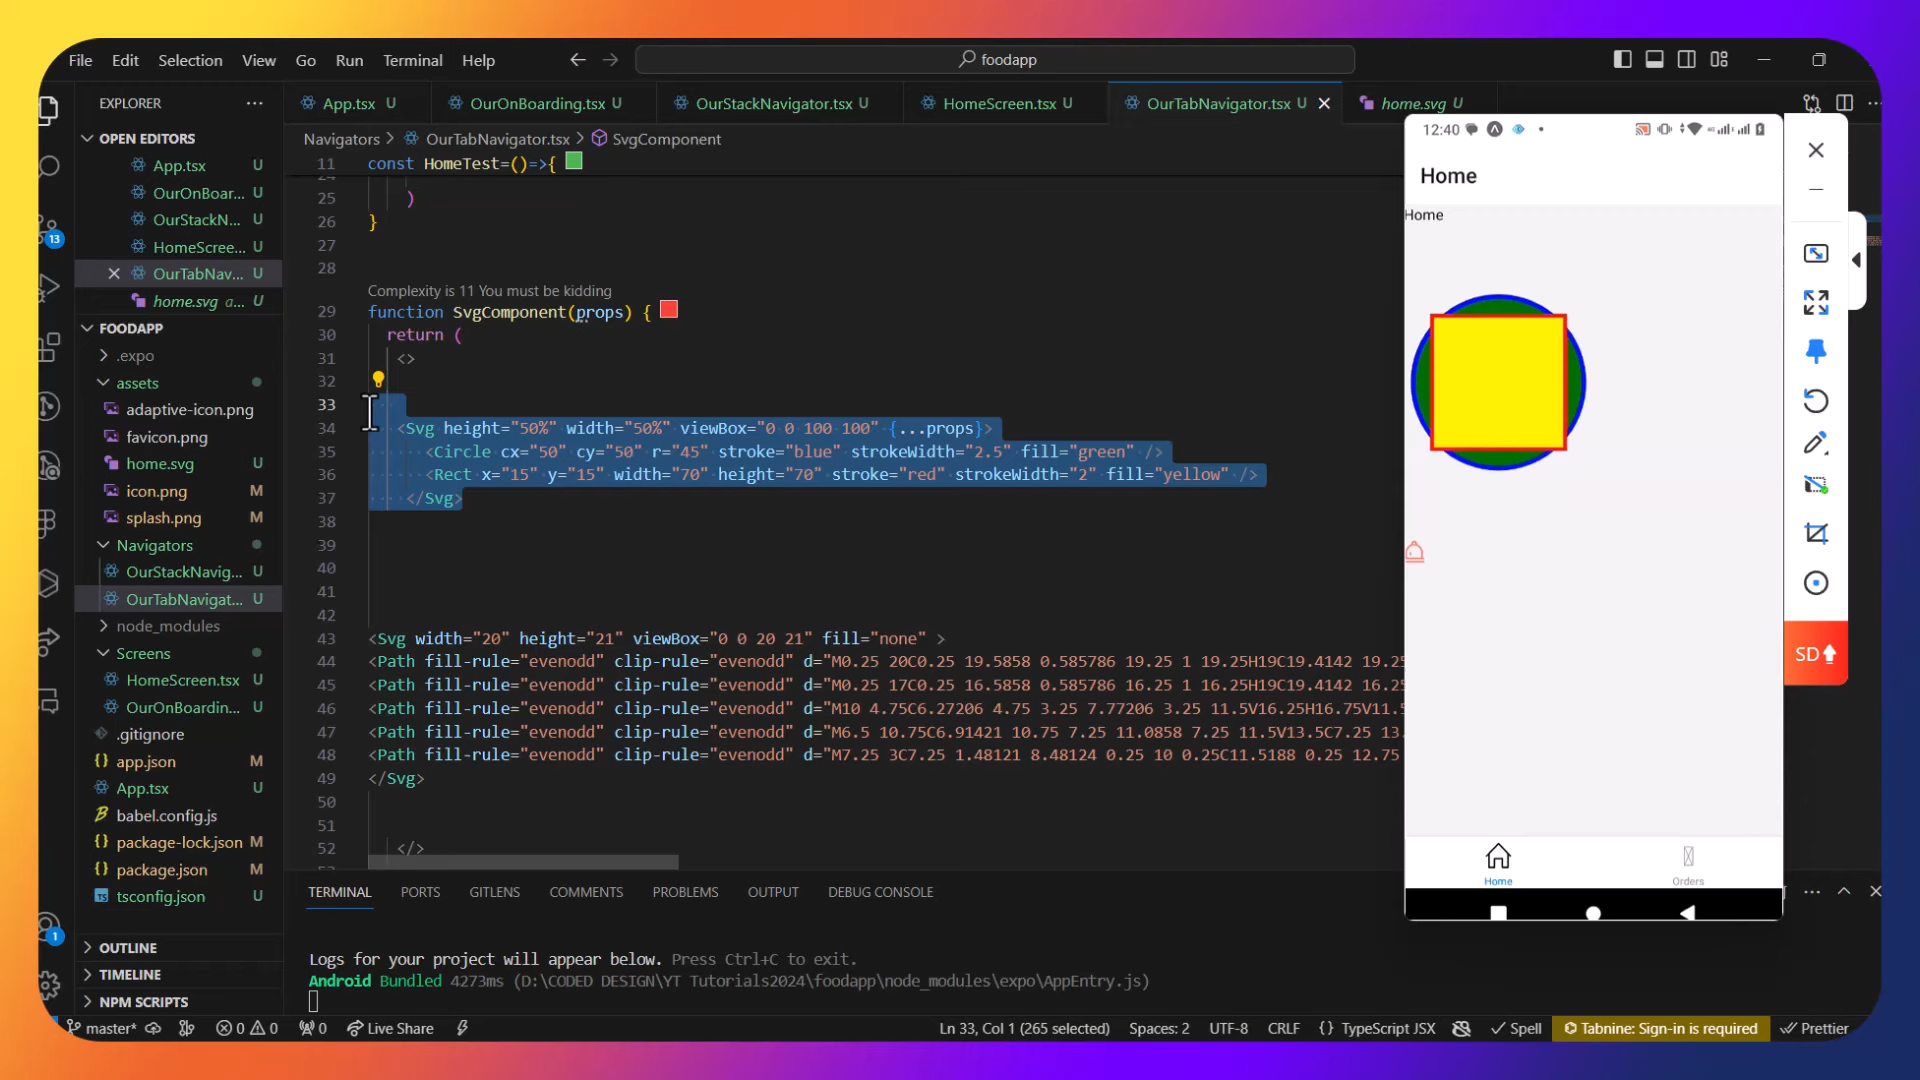 File Edit Selection View Go Run Terminal Help
foodapp
EXPLORER
App.tsx U
OurOnBoarding.tsx U
OurStackNavigator.tsx U
HomeScreen.tsx U
OurTabNavigator.tsx U
home.svg U
OPEN EDITORS
App.tsx U
OurOnBoar... U
OurStackN... U
HomeScree... U
OurTabNav... U
home.svg a... U
FOODAPP
.expo
assets
adaptive-icon.png
favicon.png
home.svg U
icon.png M
splash.png M
Navigators
OurStackNavig... U
OurTabNavigat... U
node_modules
Screens
HomeScreen.tsx U
OurOnBoardin... U
.gitignore
app.json M
App.tsx U
babel.config.js
package-lock.json M
package.json M
tsconfig.json U
OUTLINE
TIMELINE
NPM SCRIPTS
13
1
Navigators > OurTabNavigator.tsx > SvgComponent
11 const HomeTest=()=>{
24
25 )
26 }
27
28
Complexity is 11 You must be kidding
29 function SvgComponent(props) {
30 return (
31 <>
32
33
34 <Svg height="50%" width="50%" viewBox="0 0 100 100" {...props}>
35 <Circle cx="50" cy="50" r="45" stroke="blue" strokeWidth="2.5" fill="green" />
36 <Rect x="15" y="15" width="70" height="70" stroke="red" strokeWidth="2" fill="yellow" />
37 </Svg>
38
39
40
41
42
43 <Svg width="20" height="21" viewBox="0 0 20 21" fill="none" >
44 <Path fill-rule="evenodd" clip-rule="evenodd" d="M0.25 20C0.25 19.5858 0.585786 19.25 1 19.25H19C19.4142 19.25
45 <Path fill-rule="evenodd" clip-rule="evenodd" d="M0.25 17C0.25 16.5858 0.585786 16.25 1 16.25H19C19.4142 16.25
46 <Path fill-rule="evenodd" clip-rule="evenodd" d="M10 4.75C6.27206 4.75 3.25 7.77206 3.25 11.5V16.25H16.75V11.5
47 <Path fill-rule="evenodd" clip-rule="evenodd" d="M6.5 10.75C6.91421 10.75 7.25 11.0858 7.25 11.5V13.5C7.25 13.
48 <Path fill-rule="evenodd" clip-rule="evenodd" d="M7.25 3C7.25 1.48121 8.48124 0.25 10 0.25C11.5188 0.25 12.75
49 </Svg>
50
51
52 </>
TERMINAL PORTS GITLENS COMMENTS PROBLEMS OUTPUT DEBUG CONSOLE
Logs for your project will appear below. Press Ctrl+C to exit.
Android Bundled 4273ms (D:\CODED DESIGN\YT Tutorials2024\foodapp\node_modules\expo\AppEntry.js)
master* 0 0 0 Live Share Ln 33, Col 1 (265 selected) Spaces: 2 UTF-8 CRLF {} TypeScript JSX Spell Tabnine: Sign-in is required Prettier
12:40
Home
Home
Home
Orders
SD